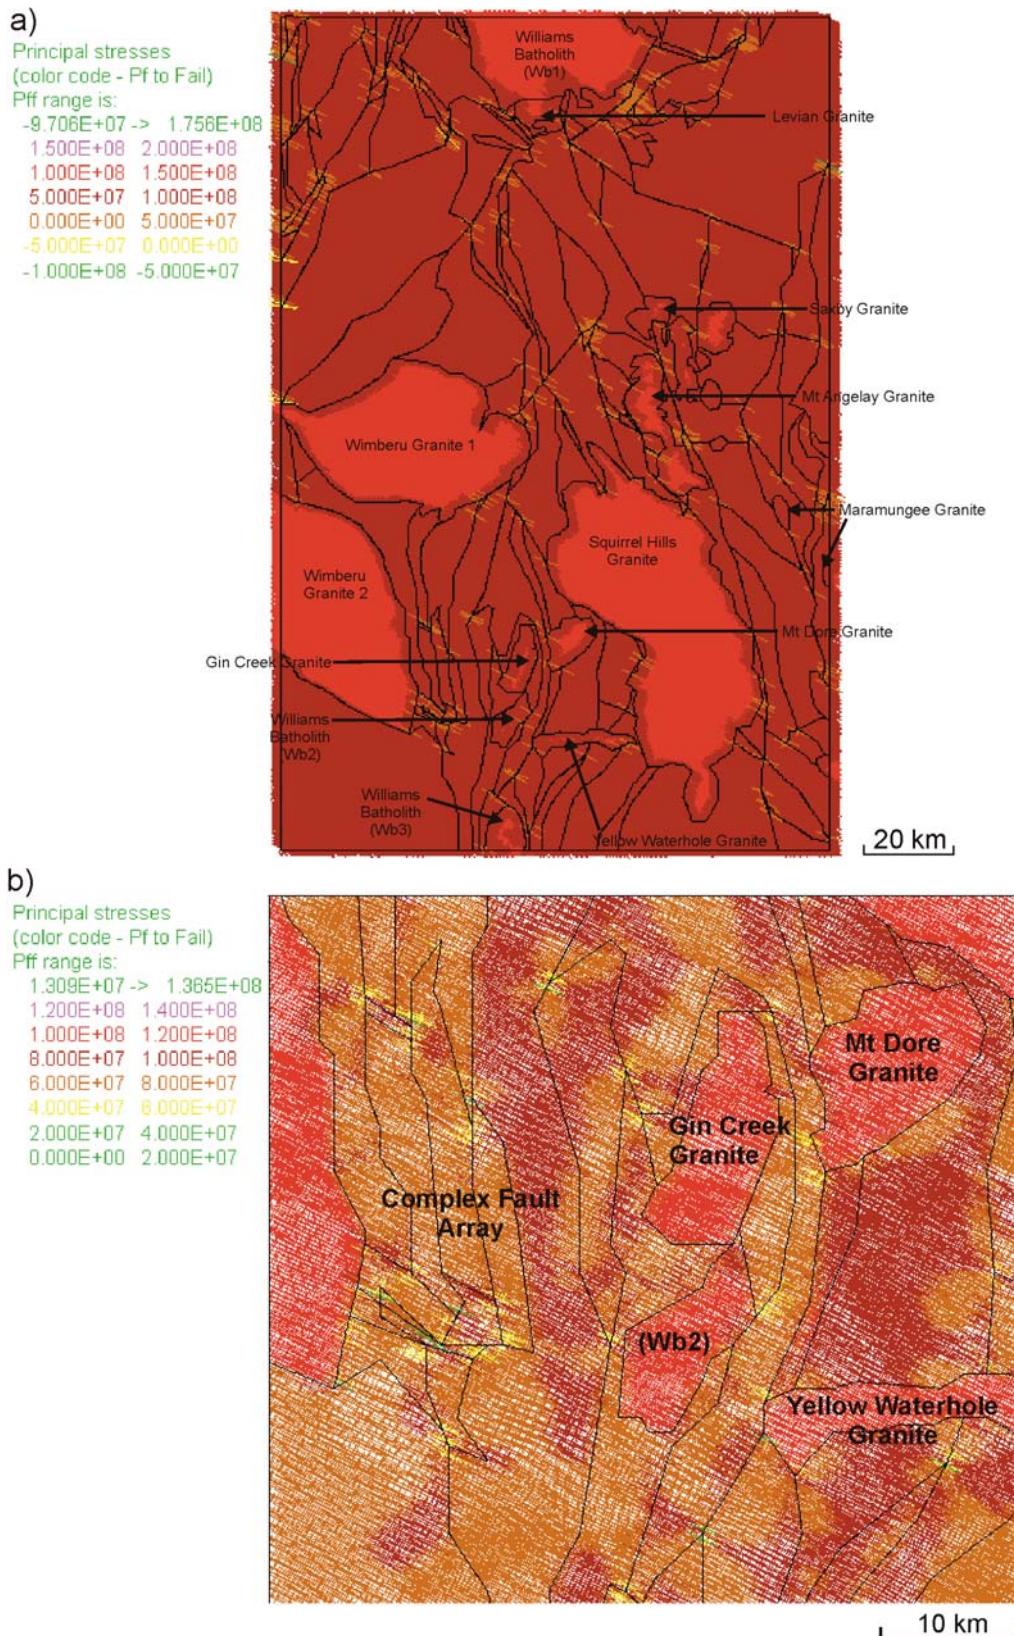 a)
Principal stresses
(color code - Pf to Fail)
Pff range is:
-9.706E+07 -> 1.756E+08
1.500E+08 2.000E+08
1.000E+08 1.500E+08
5.000E+07 1.000E+08
0.000E+00 5.000E+07
-5.000E+07 0.000E+00
-1.000E+08 -5.000E+07
Williams
Batholith
(Wb1)
Levian Granite
Saxby Granite
Mt Angelay Granite
Wimberu Granite 1
Maramungee Granite
Squirrel Hills
Granite
Wimberu
Granite 2
Mt Dore Granite
Gin Creek Granite
Williams
Batholith
(Wb2)
Williams
Batholith
(Wb3)
Yellow Waterhole Granite
20 km
b)
Principal stresses
(color code - Pf to Fail)
Pff range is:
1.309E+07 -> 1.365E+08
1.200E+08 1.400E+08
1.000E+08 1.200E+08
8.000E+07 1.000E+08
6.000E+07 8.000E+07
4.000E+07 6.000E+07
2.000E+07 4.000E+07
0.000E+00 2.000E+07
Mt Dore
Granite
Gin Creek
Granite
Complex Fault
Array
(Wb2)
Yellow Waterhole
Granite
10 km